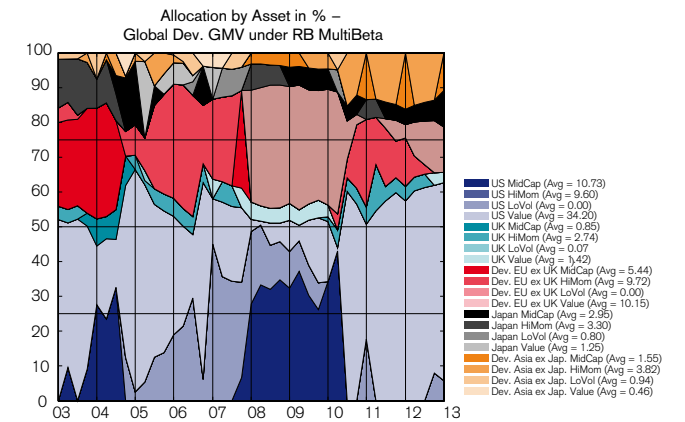 Allocation by Asset in % –
Global Dev. GMV under RB MultiBeta
100
90
80
70
60
50
40
30
20
10
0
03 04 05 06 07 08 09 10 11 12 13
US MidCap (Avg = 10.73)
US HiMom (Avg = 9.60)
US LoVol (Avg = 0.00)
US Value (Avg = 34.20)
UK MidCap (Avg = 0.85)
UK HiMom (Avg = 2.74)
UK LoVol (Avg = 0.07
UK Value (Avg = 1.42)
Dev. EU ex UK MidCap (Avg = 5.44)
Dev. EU ex UK HiMom (Avg = 9.72)
Dev. EU ex UK LoVol (Avg = 0.00)
Dev. EU ex UK Value (Avg = 10.15)
Japan MidCap (Avg = 2.95)
Japan HiMom (Avg = 3.30)
Japan LoVol (Avg = 0.80)
Japan Value (Avg = 1.25)
Dev. Asia ex Jap. MidCap (Avg = 1.55)
Dev. Asia ex Jap. HiMom (Avg = 3.82)
Dev. Asia ex Jap. LoVol (Avg = 0.94)
Dev. Asia ex Jap. Value (Avg = 0.46)